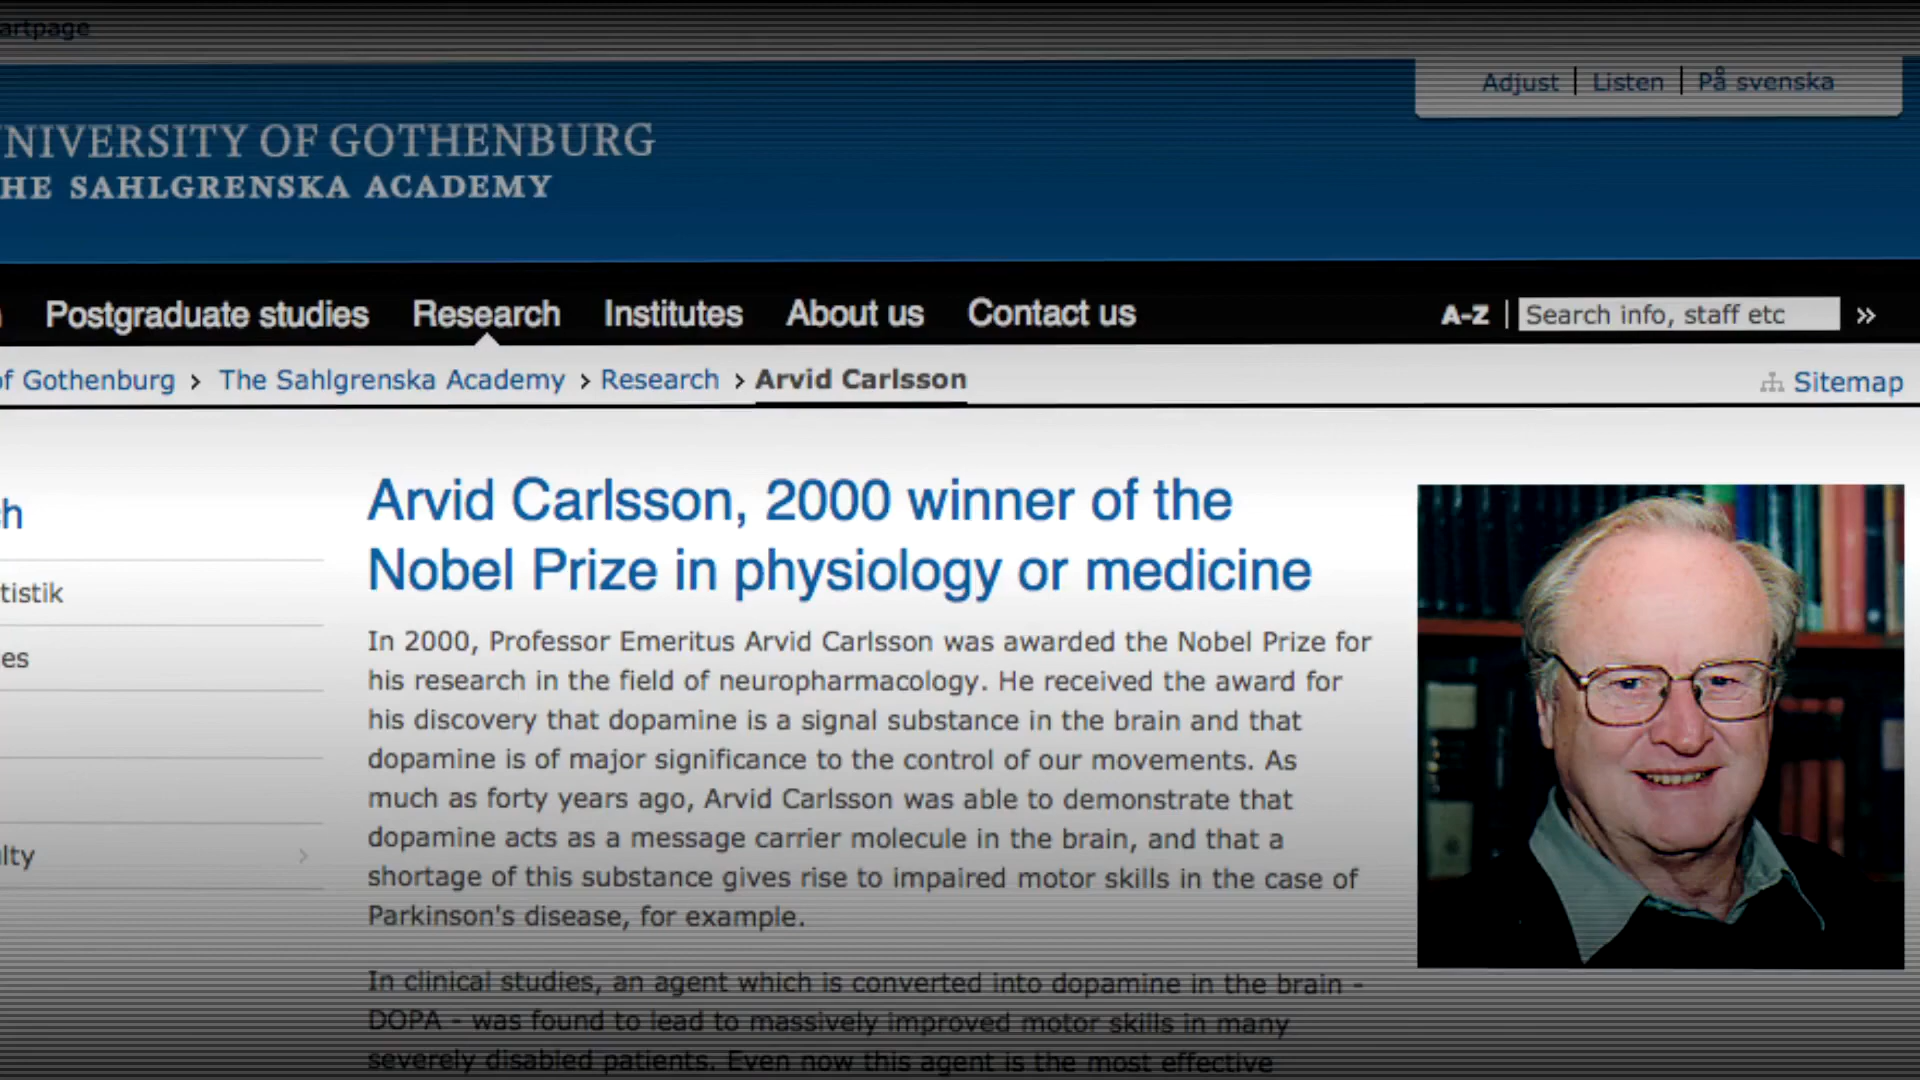 artpage
Adjust | Listen | På svenska
NIVERSITY OF GOTHENBURG
HE SAHLGRENSKA ACADEMY
Postgraduate studies Research Institutes About us Contact us A-Z | Search info, staff etc »
of Gothenburg › The Sahlgrenska Academy › Research › Arvid Carlsson Sitemap
Arvid Carlsson, 2000 winner of the
Nobel Prize in physiology or medicine
h
tistik
es
lty
In 2000, Professor Emeritus Arvid Carlsson was awarded the Nobel Prize for
his research in the field of neuropharmacology. He received the award for
his discovery that dopamine is a signal substance in the brain and that
dopamine is of major significance to the control of our movements. As
much as forty years ago, Arvid Carlsson was able to demonstrate that
dopamine acts as a message carrier molecule in the brain, and that a
shortage of this substance gives rise to impaired motor skills in the case of
Parkinson's disease, for example.
In clinical studies, an agent which is converted into dopamine in the brain -
DOPA - was found to lead to massively improved motor skills in many
severely disabled patients. Even now this agent is the most effective